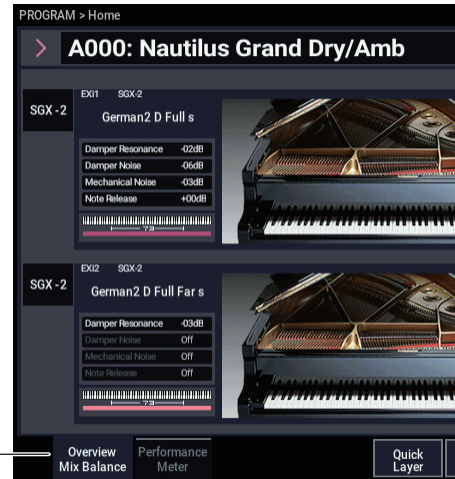 PROGRAM > Home
A000: Nautilus Grand Dry/Amb
EXi1 SGX-2
SGX-2
German2 D Full s
Damper Resonance -02dB
Damper Noise -06dB
Mechanical Noise -03dB
Note Release +00dB
73
EXi2 SGX-2
SGX-2
German2 D Full Far s
Damper Resonance -03dB
Damper Noise Off
Mechanical Noise Off
Note Release Off
73
Overview
Mix Balance
Performance
Meter
Quick
Layer